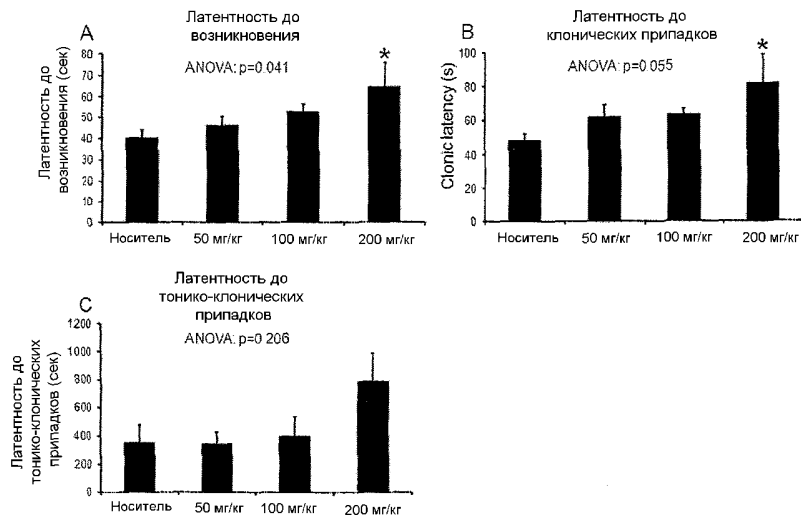 A
Латентность до
возникновения
ANOVA: p=0.041
*
Латентность до
возникновения (сек)
80
70
60
50
40
30
20
10
0
Носитель
50 мг/кг
100 мг/кг
200 мг/кг
B
Латентность до
клонических припадков
ANOVA: p=0.055
*
Clonic latency (s)
100
80
60
40
20
0
Носитель
50 мг/кг
100 мг/кг
200 мг/кг
C
Латентность до
тонико-клонических
припадков
ANOVA: p=0 206
Латентность до
тонико-клонических
припадков (сек)
1200
1000
800
600
400
200
0
Носитель
50 мг/кг
100 мг/кг
200 мг/кг